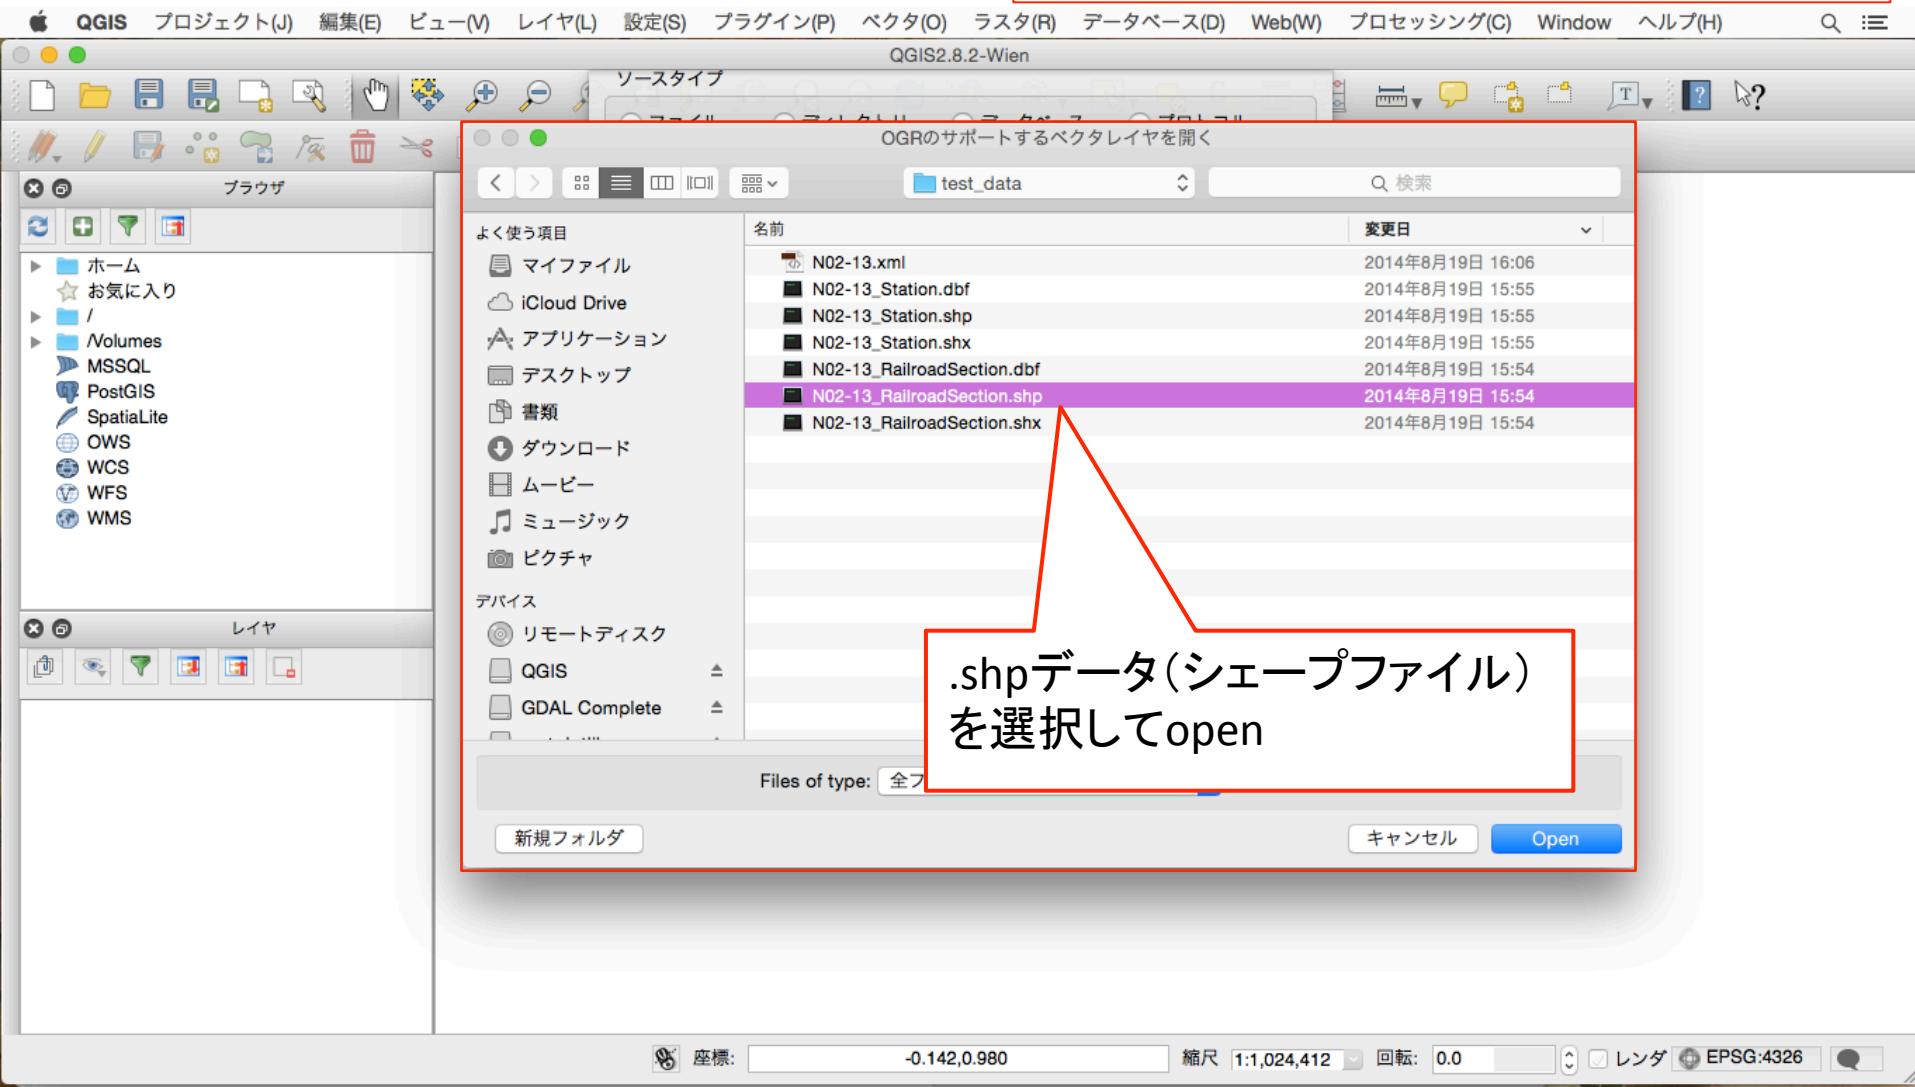 QGIS プロジェクト(J) 編集(E) ビュー(V) レイヤ(L) 設定(S) プラグイン(P) ベクタ(O) ラスタ(R) データベース(D) Web(W) プロセッシング(C) Window ヘルプ(H)
QGIS2.8.2-Wien
ソースタイプ
OGRのサポートするベクタレイヤを開く
test_data
検索
ブラウザ
ホーム
お気に入り
/
/Volumes
MSSQL
PostGIS
SpatiaLite
OWS
WCS
WFS
WMS
レイヤ
よく使う項目
マイファイル
iCloud Drive
アプリケーション
デスクトップ
書類
ダウンロード
ムービー
ミュージック
ピクチャ
デバイス
リモートディスク
QGIS
GDAL Complete
名前 変更日
N02-13.xml 2014年8月19日 16:06
N02-13_Station.dbf 2014年8月19日 15:55
N02-13_Station.shp 2014年8月19日 15:55
N02-13_Station.shx 2014年8月19日 15:55
N02-13_RailroadSection.dbf 2014年8月19日 15:54
N02-13_RailroadSection.shp 2014年8月19日 15:54
N02-13_RailroadSection.shx 2014年8月19日 15:54
.shpデータ（シェープファイル）
を選択してopen
Files of type: 全フ
新規フォルダ キャンセル Open
座標: -0.142,0.980 縮尺 1:1,024,412 回転: 0.0 レンダ EPSG:4326